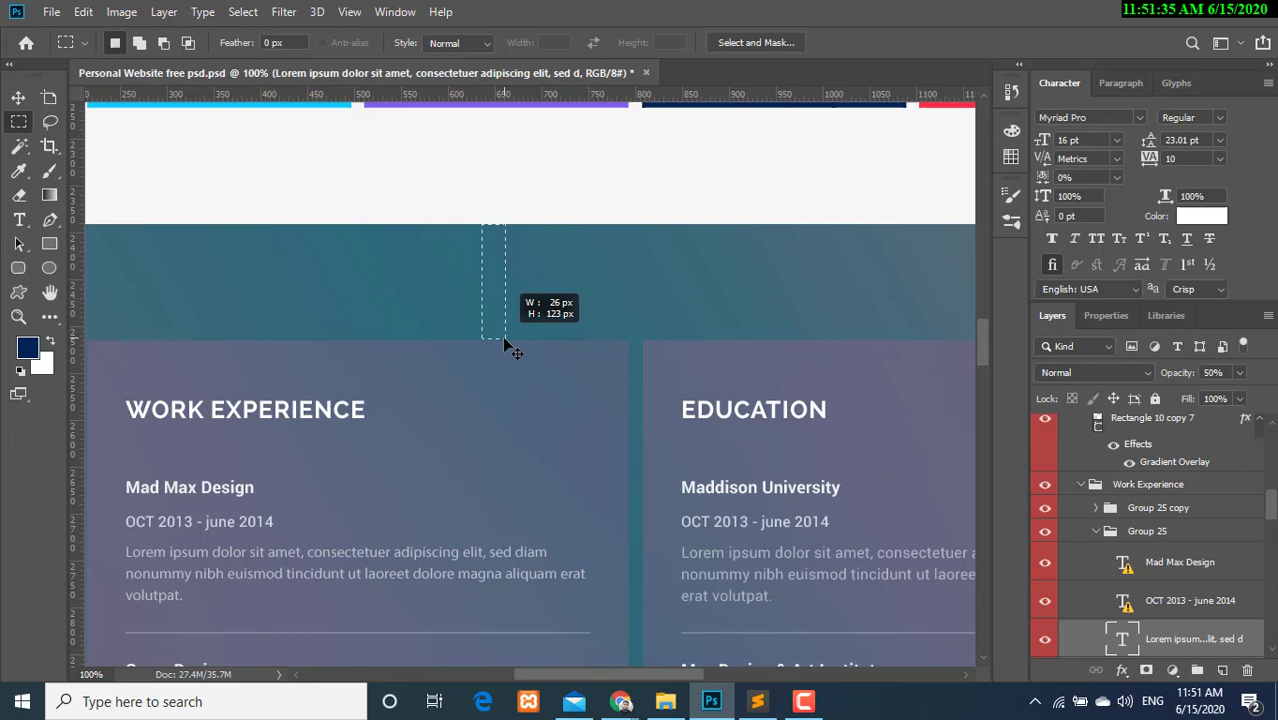 11:51:35 AM 6/15/2020
Ps File Edit Image Layer Type Select Filter 3D View Window Help
Feather: 0 px Anti-alias Style: Normal Width: Height: Select and Mask...
Personal Website free psd.psd @ 100% (Lorem ipsum dolor sit amet, consectetuer adipiscing elit, sed d, RGB/8#) * ×
Character Paragraph Glyphs
0 250 300 350 400 450 500 550 600 650 700 750 800 850 900 950 1000 1050 1100
Myriad Pro Regular
16 pt 23.01 pt
Metrics 10
0%
100% 100%
0 pt Color:
English: USA Crisp
W : 26 px
H : 123 px
Layers Properties Libraries
Kind
Normal Opacity: 50%
Lock: Fill: 100%
WORK EXPERIENCE
Mad Max Design
OCT 2013 - june 2014
Lorem ipsum dolor sit amet, consectetuer adipiscing elit, sed diam
nonummy nibh euismod tincidunt ut laoreet dolore magna aliquam erat
volutpat.
EDUCATION
Maddison University
OCT 2013 - june 2014
Lorem ipsum dolor sit amet, consectetuer a
nonummy nibh euismod tincidunt ut laoreet
erat volutpat.
Rectangle 10 copy 7 fx
Effects
Gradient Overlay
Work Experience
Group 25 copy
Group 25
Mad Max Design
OCT 2013 - june 2014
Lorem ipsum...lit, sed d
100% Doc: 27.4M/35.7M
Type here to search
ENG
11:51 AM
6/15/2020
2